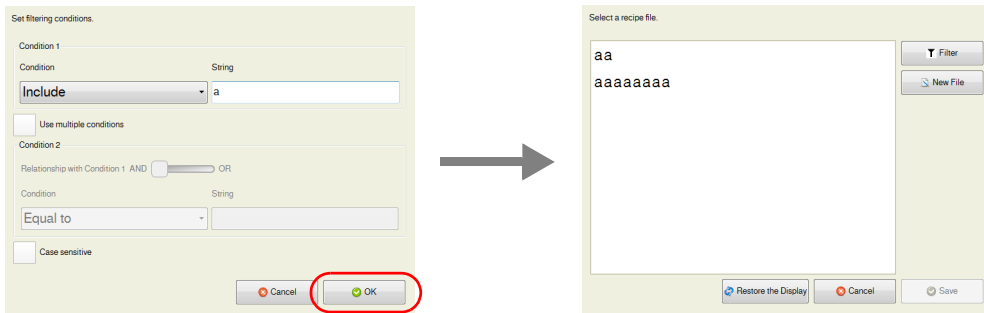 Set filtering conditions.
Condition 1
Condition String
Include a
Use multiple conditions
Condition 2
Relationship with Condition 1 AND OR
Condition String
Equal to
Case sensitive
Cancel OK
Select a recipe file.
aa
aaaaaaaa
Filter
New File
Restore the Display Cancel Save